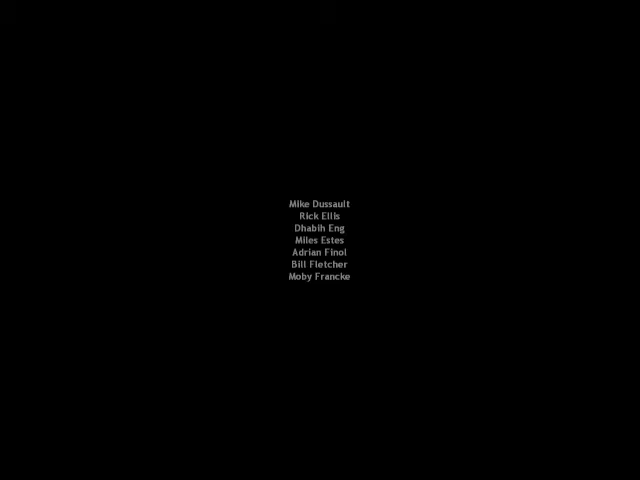 Mike Dussault
Rick Ellis
Dhabih Eng
Miles Estes
Adrian Finol
Bill Fletcher
Moby Francke